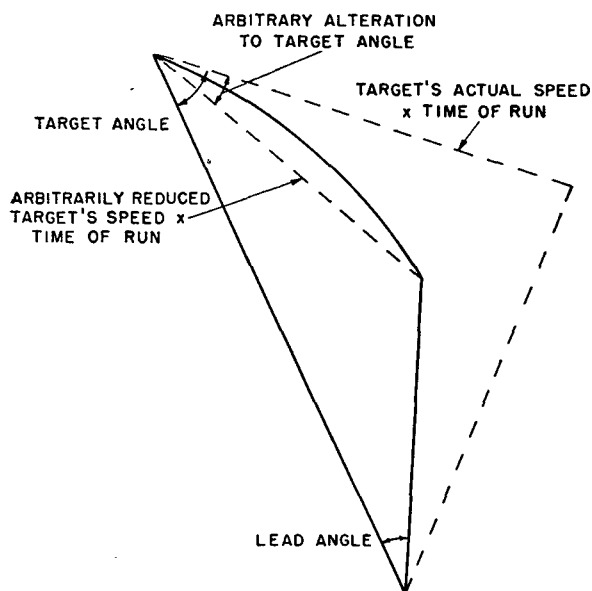 ARBITRARY ALTERATION
TO TARGET ANGLE
TARGET'S ACTUAL SPEED
x TIME OF RUN
TARGET ANGLE
ARBITRARILY REDUCED
TARGET'S SPEED x
TIME OF RUN
LEAD ANGLE